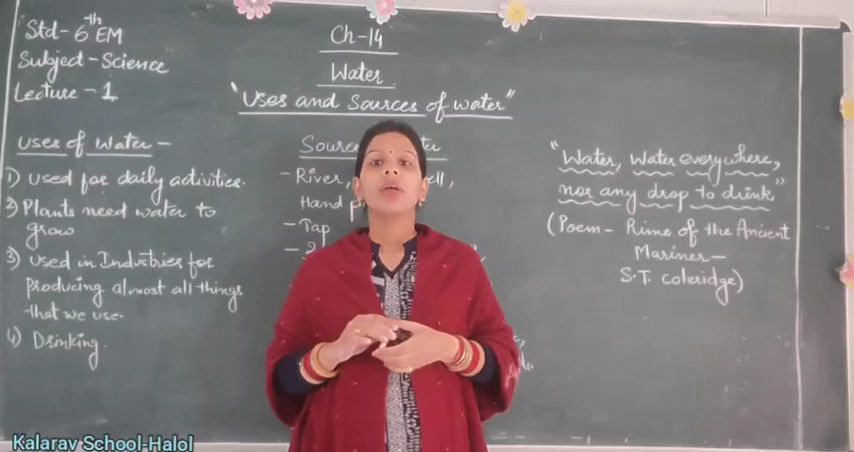 Std-6th EM
Subject-Science
Lecture-1
Ch-14
Water
"Uses and Sources of water"
Uses of Water-
1) used for daily activities.
2) Plants need water to
grow
3) used in Industries for
producing almost all things
that we use.
4) Drinking.
- River,
Hand
- Tap
"Water, Water everywhere,
nor any drop to drink"
(Poem- Rime of the Ancient
Mariner-
S.T. coleridge)
Kalarav School-Halol